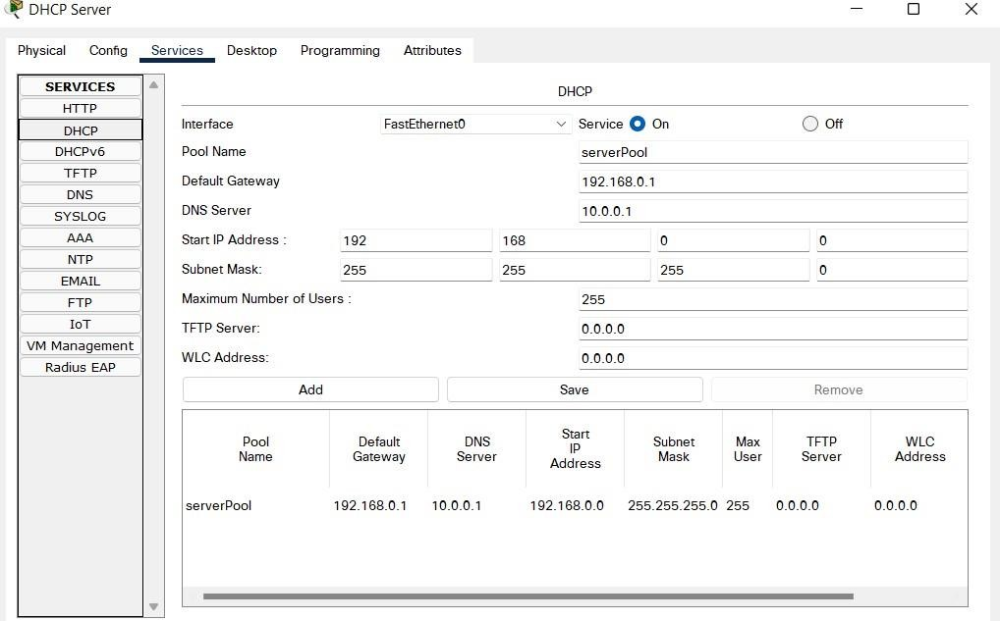 DHCP Server
Physical Config Services Desktop Programming Attributes
SERVICES
HTTP
DHCP
DHCPv6
TFTP
DNS
SYSLOG
AAA
NTP
EMAIL
FTP
IoT
VM Management
Radius EAP
DHCP
Interface FastEthernet0 Service On Off
Pool Name serverPool
Default Gateway 192.168.0.1
DNS Server 10.0.0.1
Start IP Address : 192 168 0 0
Subnet Mask: 255 255 255 0
Maximum Number of Users : 255
TFTP Server: 0.0.0.0
WLC Address: 0.0.0.0
Add Save Remove
Pool Name Default Gateway DNS Server Start IP Address Subnet Mask Max User TFTP Server WLC Address
serverPool 192.168.0.1 10.0.0.1 192.168.0.0 255.255.255.0 255 0.0.0.0 0.0.0.0